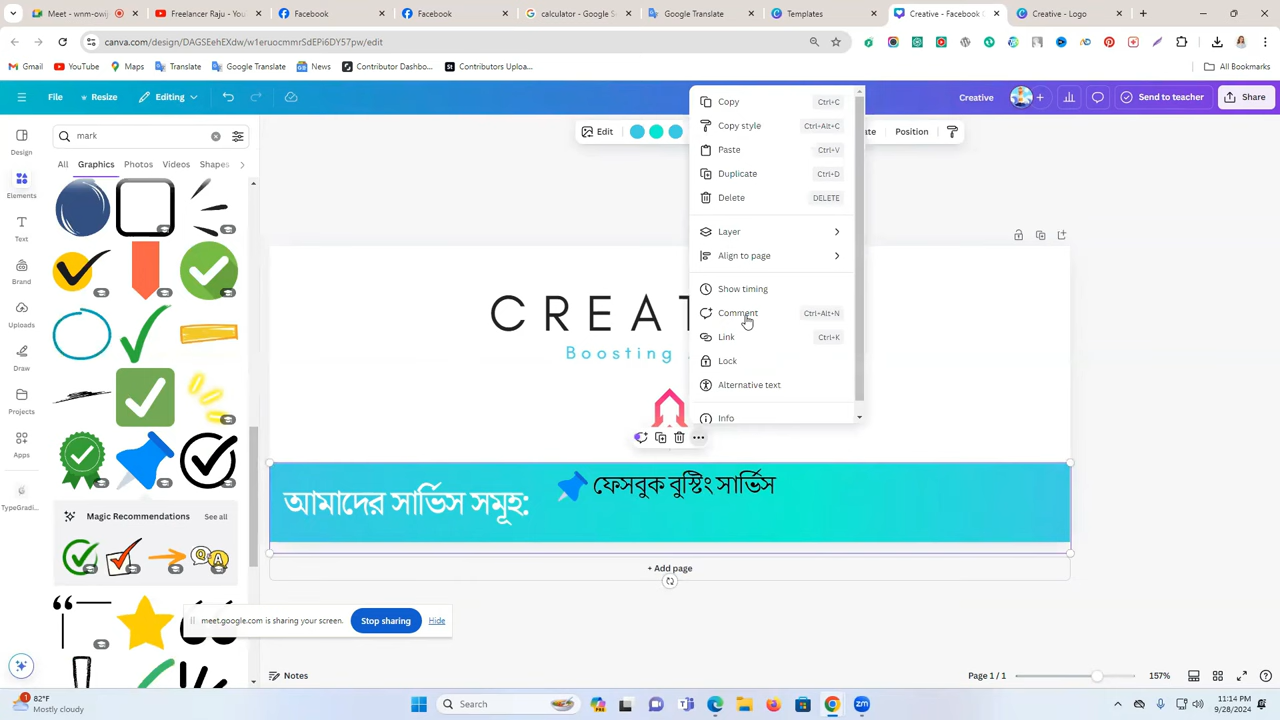 Meet - wnm-owij
Freelancer Raju -
Facebook
Facebook
calculator - Google S
Google Translate
Templates
Creative - Facebook
Creative - Logo
canva.com/design/DAGSEehEXdw/w1eruocmmrSdEPi6DY57pw/edit
Gmail
YouTube
Maps
Translate
Google Translate
News
Contributor Dashbo...
Contributors Uploa...
All Bookmarks
File
Resize
Editing
Creative
Send to teacher
Share
mark
All
Graphics
Photos
Videos
Shapes
Design
Elements
Text
Brand
Uploads
Draw
Projects
Apps
TypeGradi...
Magic Recommendations
See all
Edit
Position
Copy Ctrl+C
Copy style Ctrl+Alt+C
Paste Ctrl+V
Duplicate Ctrl+D
Delete DELETE
Layer
Align to page
Show timing
Comment Ctrl+Alt+N
Link Ctrl+K
Lock
Alternative text
Info
CREAT
Boosting
ফেসবুক বুস্টিং সার্ভিস
আমাদের সার্ভিস সমূহ:
+ Add page
meet.google.com is sharing your screen.
Stop sharing
Hide
Notes
Page 1 / 1
157%
82°F
Mostly cloudy
Search
11:14 PM
9/28/2024